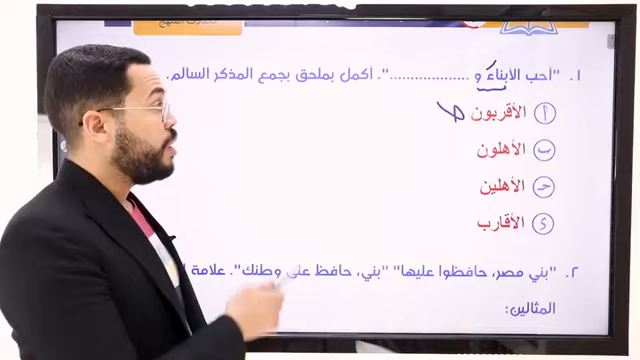 ١. "أحب الأبناءَ و ...................". أكمل بملحق بجمع المذكر السالم.
أ الأقربون
ب الأهلون
جـ الأهلين
د الأقارب
٢. "بني مصر، حافظوا عليها" "بني، حافظ على وطنك". علامة
المثالين: